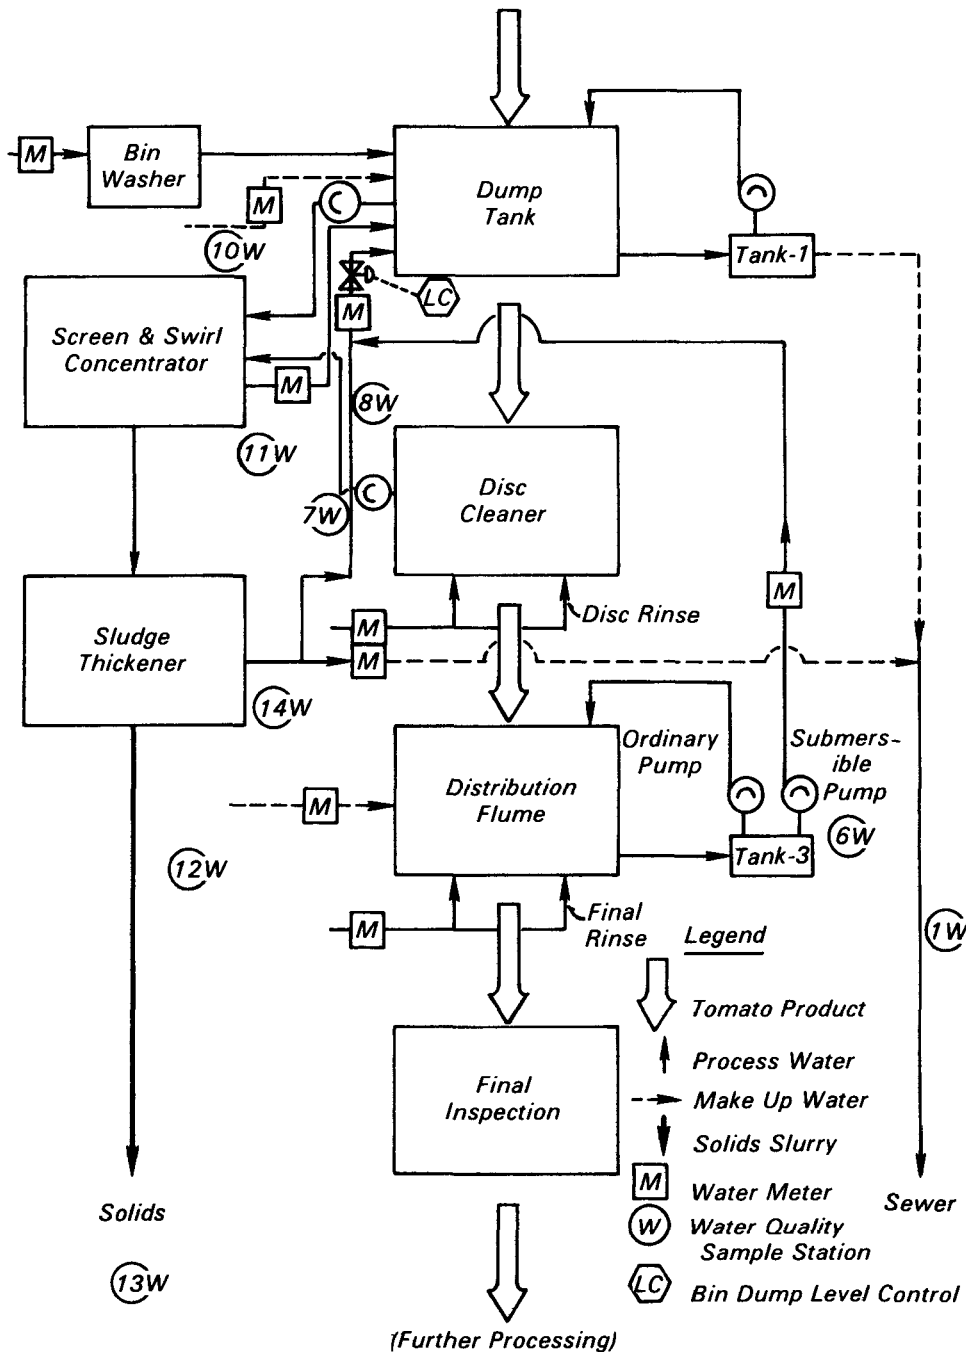 M
Bin
Washer
Dump
Tank
M
C
10W
Tank-1
LC
M
Screen & Swirl
Concentrator
M
8W
11W
Disc
Cleaner
C
7W
M
Disc Rinse
M
Sludge
Thickener
M
14W
Ordinary
Pump
Submers-
ible
Pump
M
Distribution
Flume
6W
Tank-3
12W
M
Final
Rinse
1W
Legend
Tomato Product
Process Water
Make Up Water
Solids Slurry
M Water Meter
W Water Quality
Sample Station
LC Bin Dump Level Control
Final
Inspection
Solids
Sewer
13W
(Further Processing)